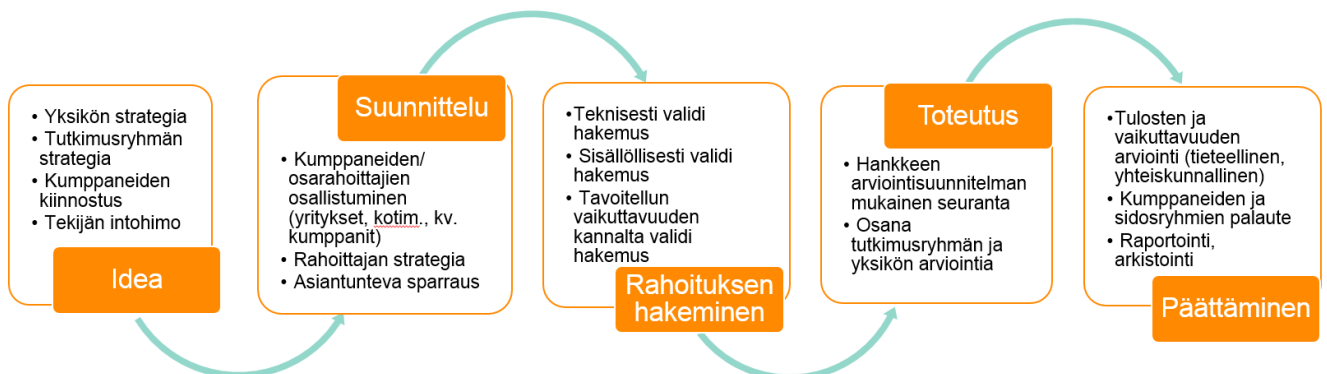 • Yksikön strategia
• Tutkimusryhmän
strategia
• Kumppaneiden
kiinnostus
• Tekijän intohimo
Idea
Suunnittelu
• Kumppaneiden/
osarahoittajien
osallistuminen
(yritykset, kotim., kv.
kumppanit)
• Rahoittajan strategia
• Asiantunteva sparraus
•Teknisesti validi
hakemus
• Sisällöllisesti validi
hakemus
• Tavoitellun
vaikuttavuuden
kannalta validi
hakemus
Rahoituksen
hakeminen
Toteutus
• Hankkeen
arviointisuunnitelman
mukainen seuranta
• Osana
tutkimusryhmän ja
yksikön arviointia
•Tulosten ja
vaikuttavuuden
arviointi (tieteellinen,
yhteiskunnallinen)
• Kumppaneiden ja
sidosryhmien palaute
• Raportointi,
arkistointi
Päättäminen